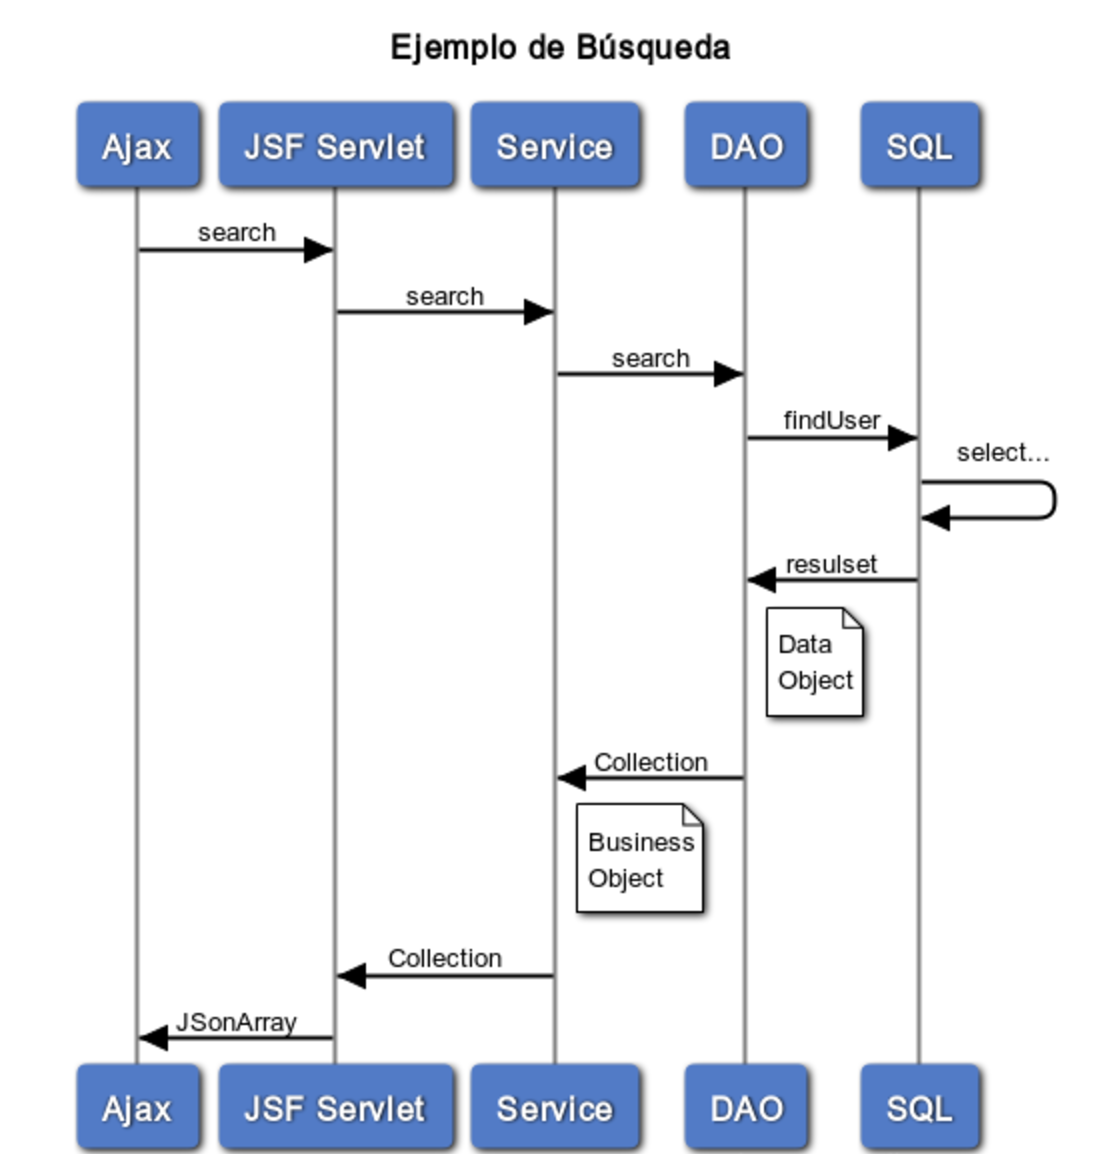 Ejemplo de Búsqueda
Ajax
JSF Servlet
Service
DAO
SQL
search
search
search
findUser
select...
resulset
Data
Object
Collection
Business
Object
Collection
JSonArray
Ajax
JSF Servlet
Service
DAO
SQL